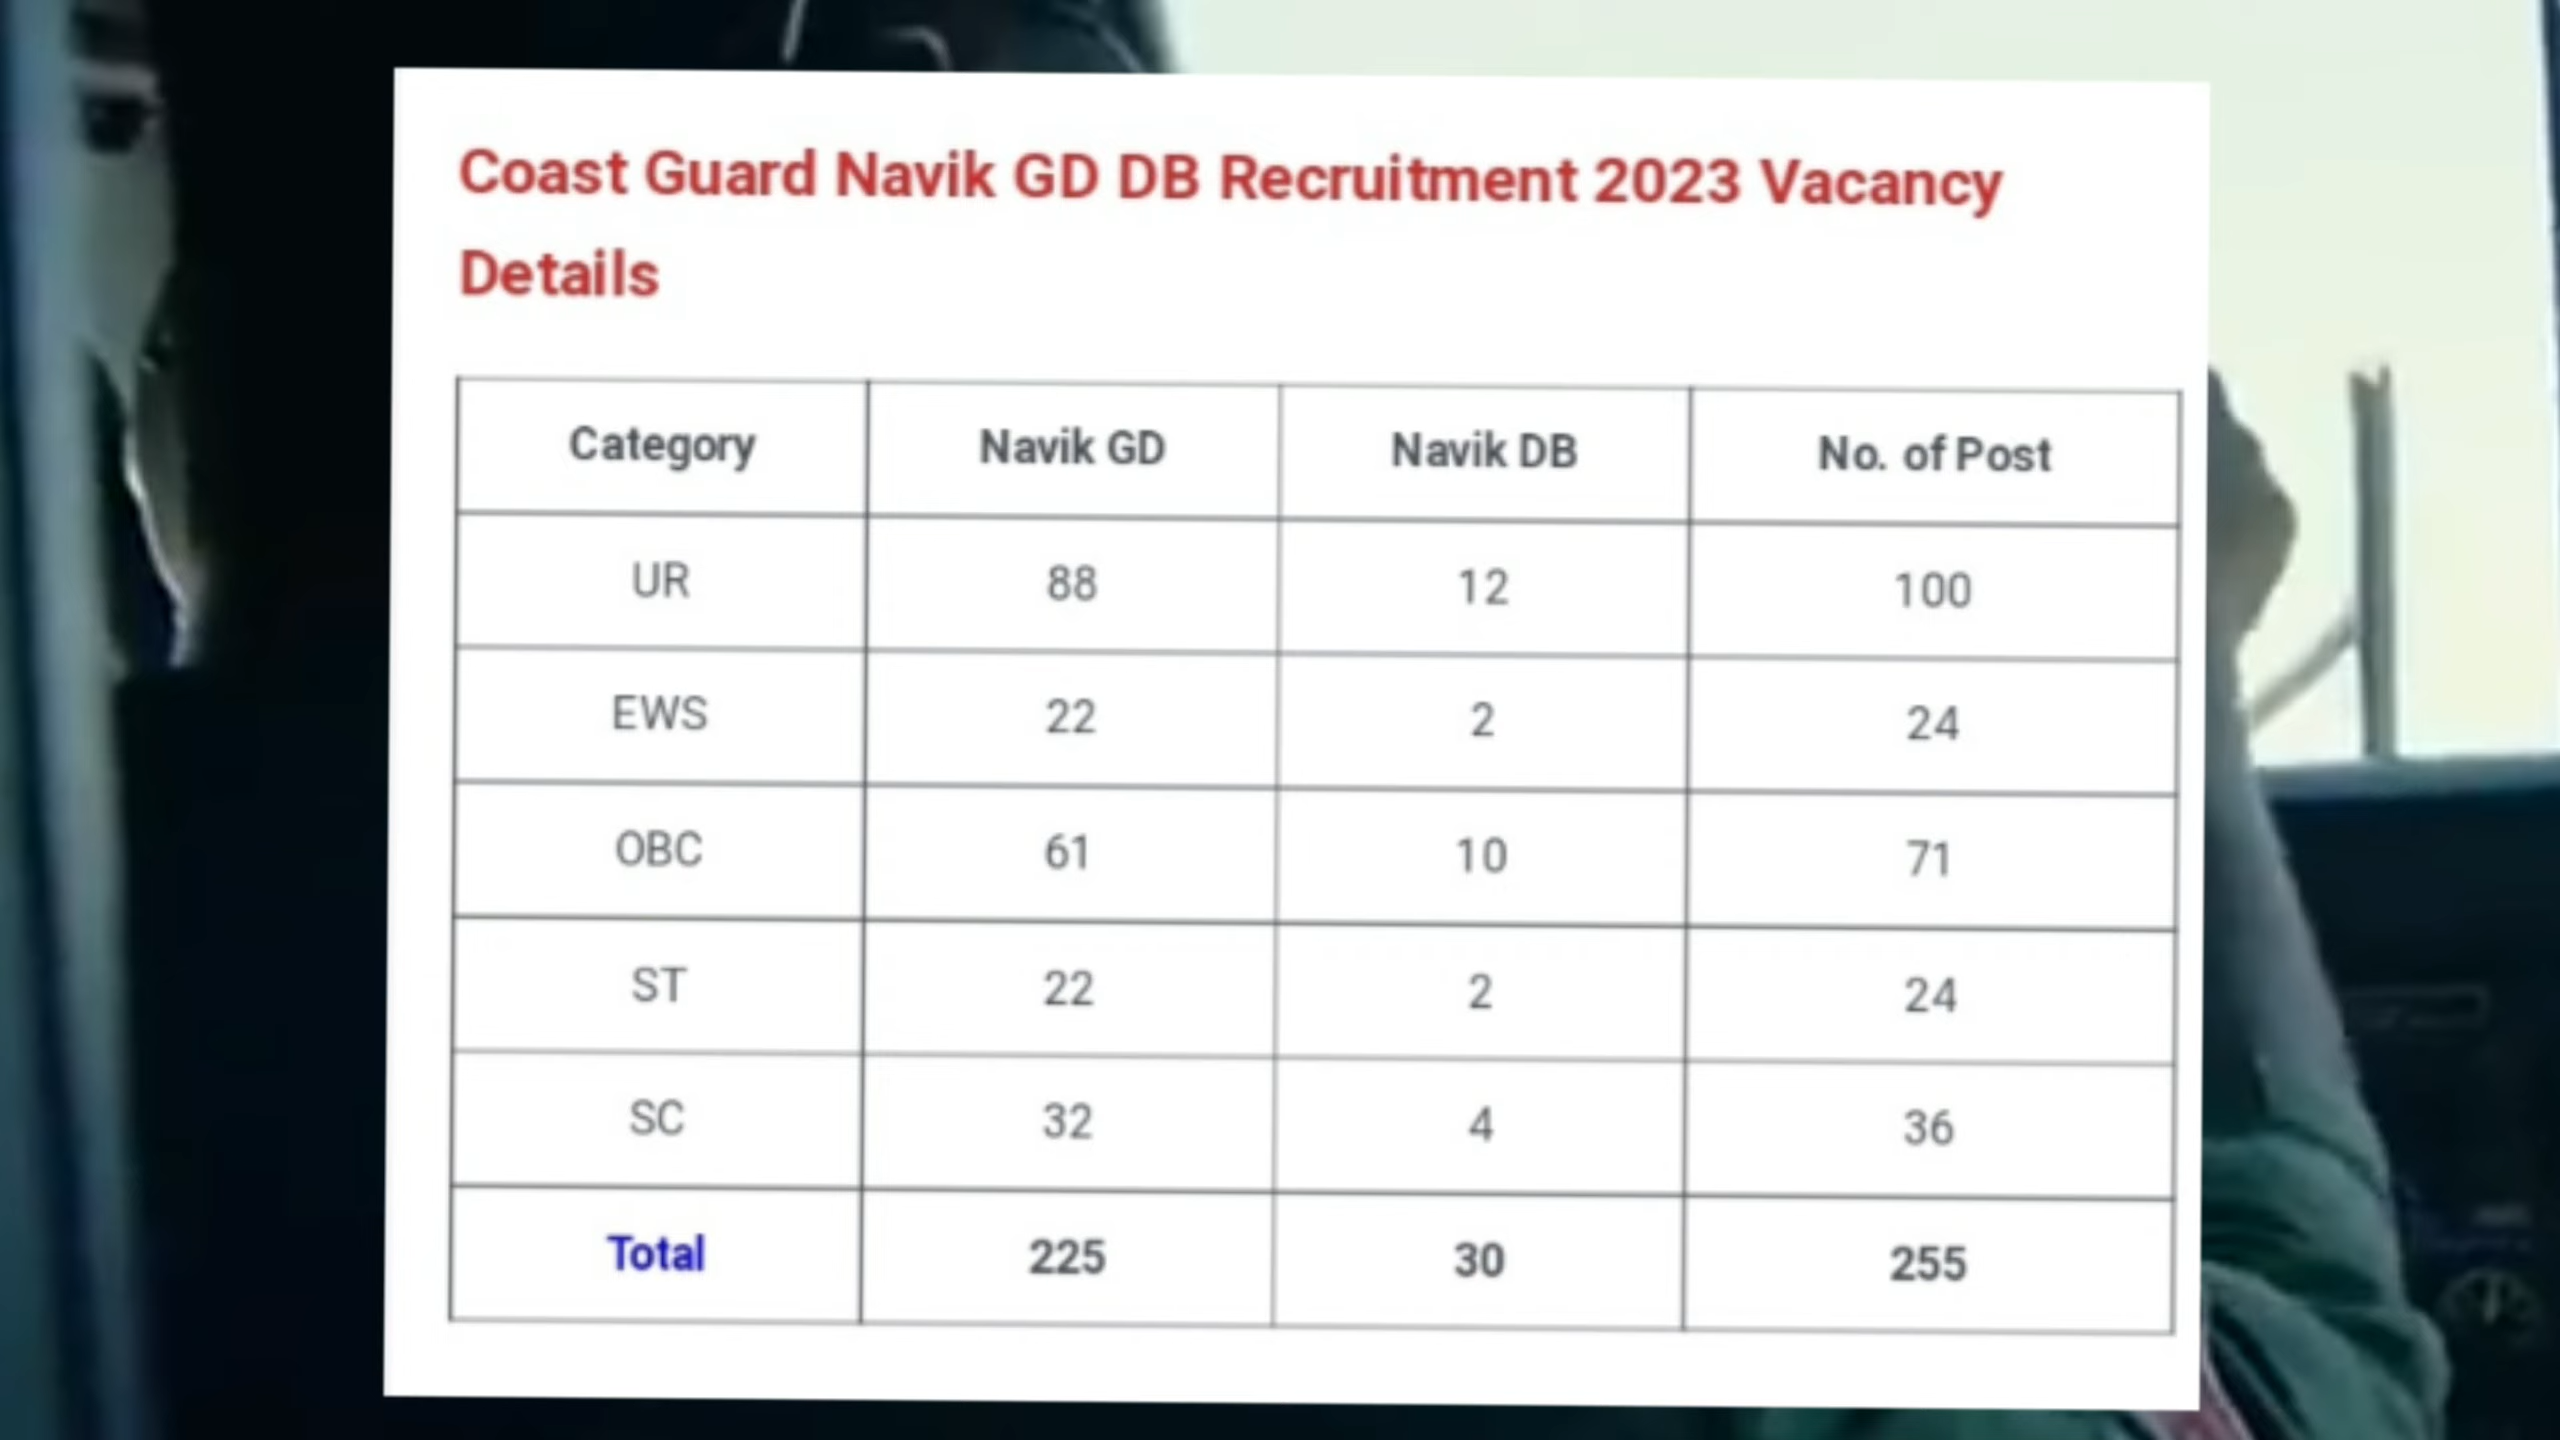 Coast Guard Navik GD DB Recruitment 2023 Vacancy
Details
Category Navik GD Navik DB No. of Post
UR 88 12 100
EWS 22 2 24
OBC 61 10 71
ST 22 2 24
SC 32 4 36
Total 225 30 255